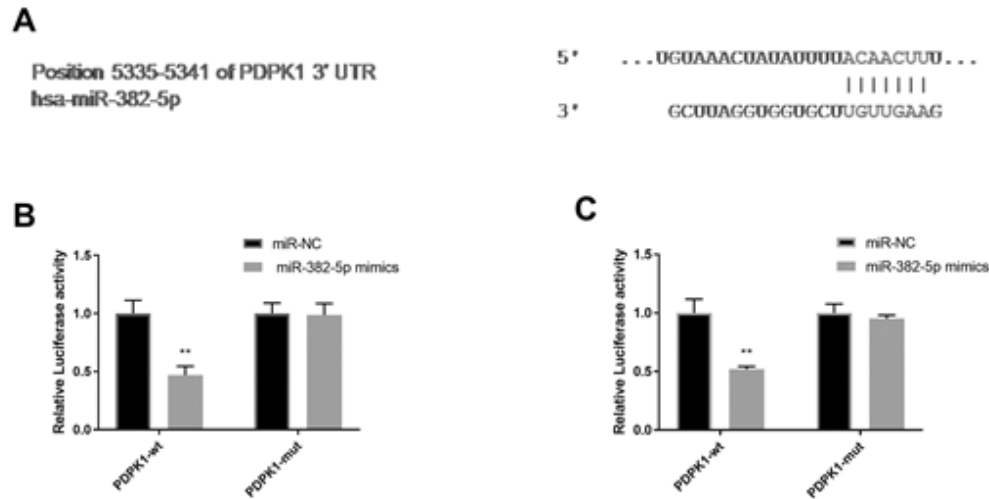 A
Position 5335-5341 of PDPK1 3' UTR
hsa-miR-382-5p
5' ...UGUAAACUAUAUUUUACAACUUU...
3' GCUUAGGUGGUGCUUGUUGAAG
B
miR-NC
miR-382-5p mimics
Relative Luciferase activity
1.5
1.0
0.5
0.0
**
PDPK1-wt
PDPK1-mut
C
miR-NC
miR-382-5p mimics
Relative Luciferase activity
1.5
1.0
0.5
0.0
**
PDPK1-wt
PDPK1-mut